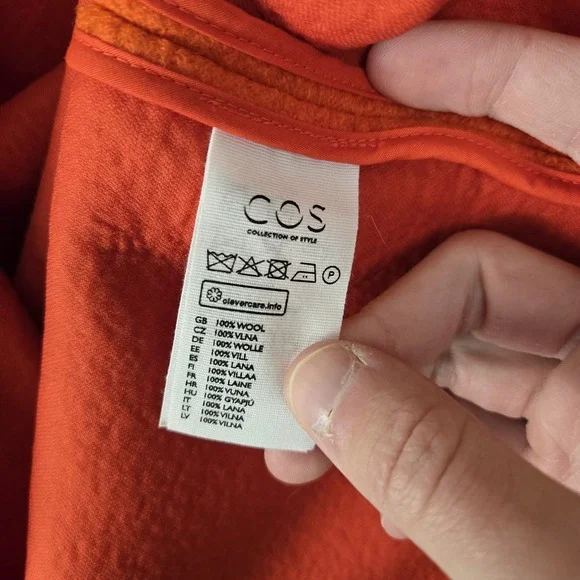 COS
COLLECTION OF STYLE
P
clevercare.info
GB 100% WOOL
CZ 100% VLNA
DE 100% WOLLE
EE 100% VILL
ES 100% LANA
FI 100% VILLAA
FR 100% LAINE
HR 100% VUNA
HU 100% GYAPJÚ
IT 100% LANA
LT 100% VILNA
LV 100% VILNA